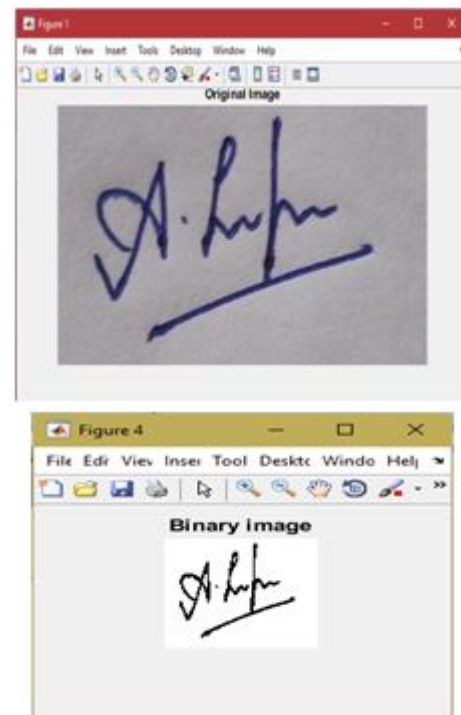 Figure 1
File Edit View Insert Tools Desktop Window Help
Original Image
Figure 4
File Edi View Inser Tool Deskto Windo Help
Binary image